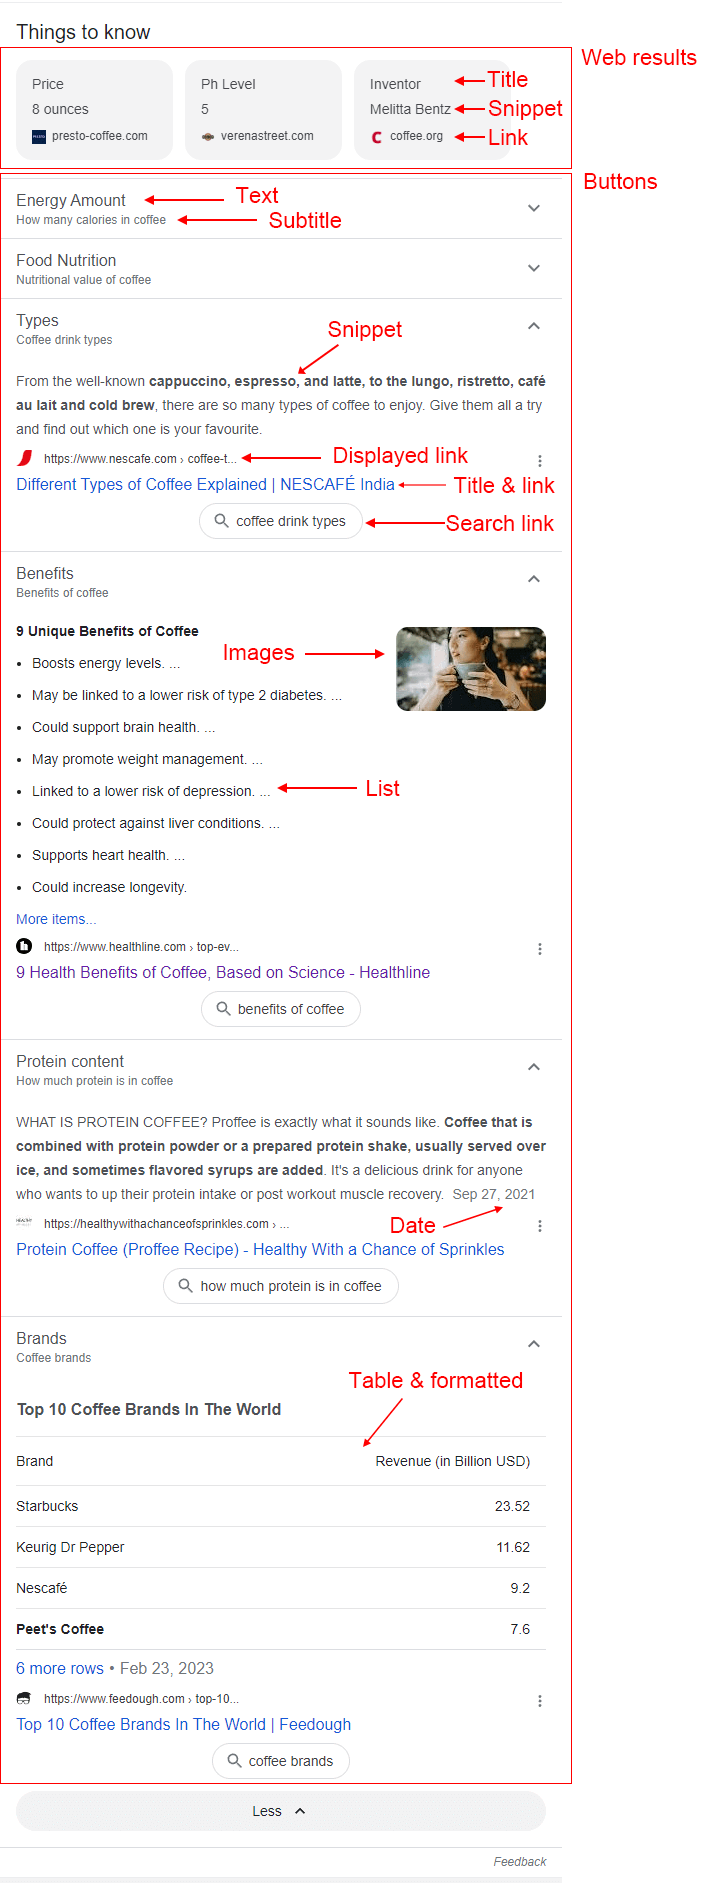 Things to know
Web results
Price
8 ounces
presto-coffee.com
Ph Level
5
verenastreet.com
Inventor
Title
Melitta Bentz
Snippet
coffee.org
Link
Buttons
Energy Amount
Text
How many calories in coffee
Subtitle
Food Nutrition
Nutritional value of coffee
Types
Coffee drink types
Snippet
From the well-known cappuccino, espresso, and latte, to the lungo, ristretto, café
au lait and cold brew, there are so many types of coffee to enjoy. Give them all a try
and find out which one is your favourite.
https://www.nescafe.com › coffee-t...
Displayed link
Different Types of Coffee Explained | NESCAFÉ India
Title & link
coffee drink types
Search link
Benefits
Benefits of coffee
9 Unique Benefits of Coffee
Images
• Boosts energy levels. ...
• May be linked to a lower risk of type 2 diabetes. ...
• Could support brain health. ...
• May promote weight management. ...
• Linked to a lower risk of depression. ...
List
• Could protect against liver conditions. ...
• Supports heart health. ...
• Could increase longevity.
More items...
https://www.healthline.com › top-ev...
9 Health Benefits of Coffee, Based on Science - Healthline
benefits of coffee
Protein content
How much protein is in coffee
WHAT IS PROTEIN COFFEE? Proffee is exactly what it sounds like. Coffee that is
combined with protein powder or a prepared protein shake, usually served over
ice, and sometimes flavored syrups are added. It's a delicious drink for anyone
who wants to up their protein intake or post workout muscle recovery. Sep 27, 2021
https://healthywithachanceofsprinkles.com › ...
Date
Protein Coffee (Proffee Recipe) - Healthy With a Chance of Sprinkles
how much protein is in coffee
Brands
Coffee brands
Table & formatted
Top 10 Coffee Brands In The World
Brand Revenue (in Billion USD)
Starbucks 23.52
Keurig Dr Pepper 11.62
Nescafé 9.2
Peet's Coffee 7.6
6 more rows • Feb 23, 2023
https://www.feedough.com › top-10...
Top 10 Coffee Brands In The World | Feedough
coffee brands
Less
Feedback